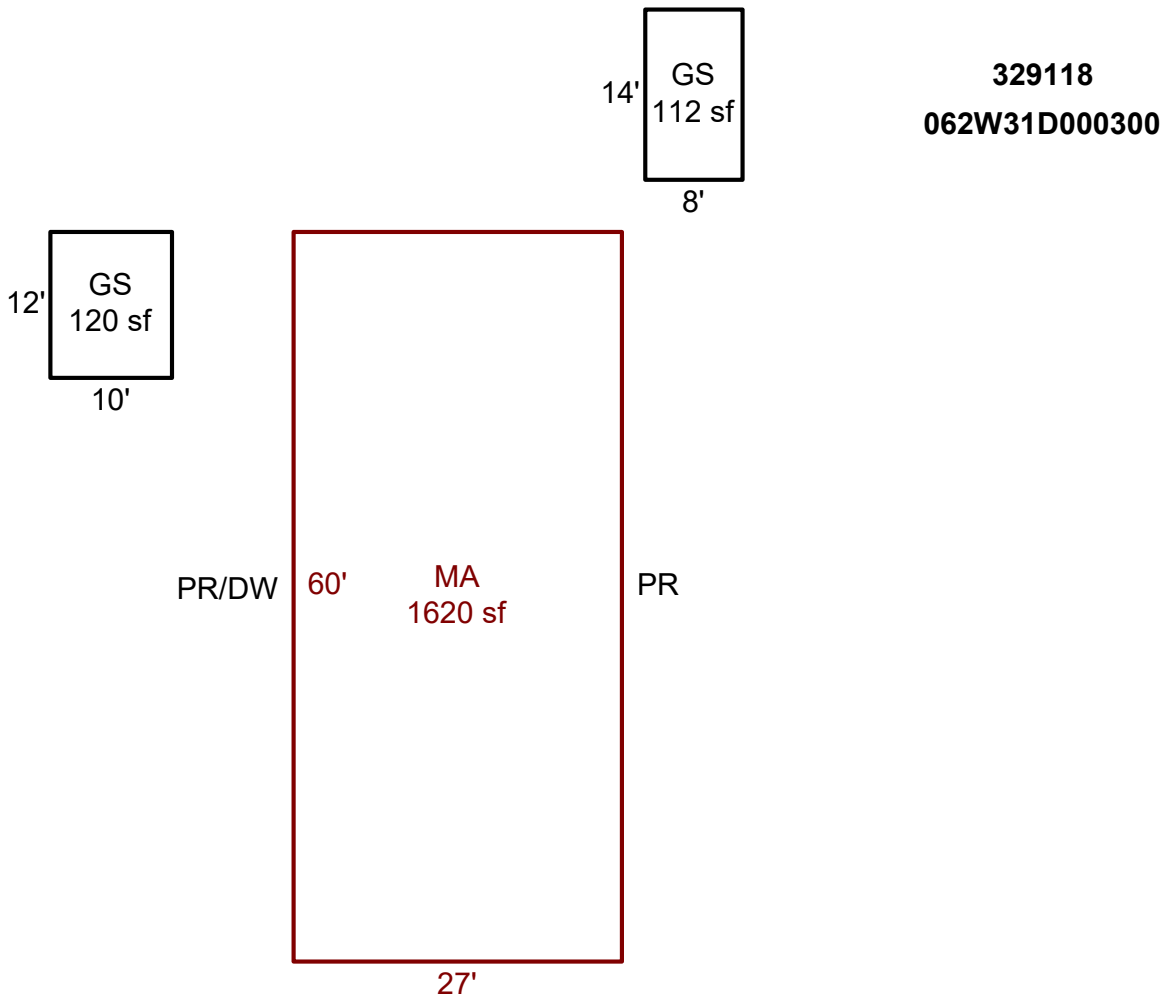 GS
112 sf
14'
8'
329118
062W31D000300
GS
120 sf
12'
10'
PR/DW
60'
MA
1620 sf
PR
27'